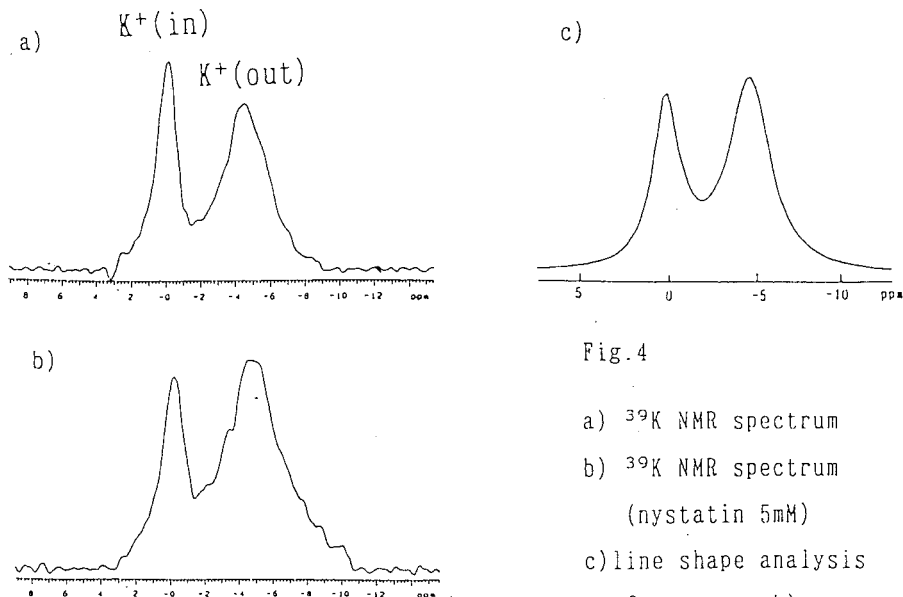 a)
K⁺(in)
K⁺(out)
8 6 4 2 -0 -2 -4 -6 -8 -10 -12 ppm
b)
8 6 4 2 -0 -2 -4 -6 -8 -10 -12 ppm
c)
5 0 -5 -10 ppm
Fig.4
a) ³⁹K NMR spectrum
b) ³⁹K NMR spectrum
(nystatin 5mM)
c)line shape analysis